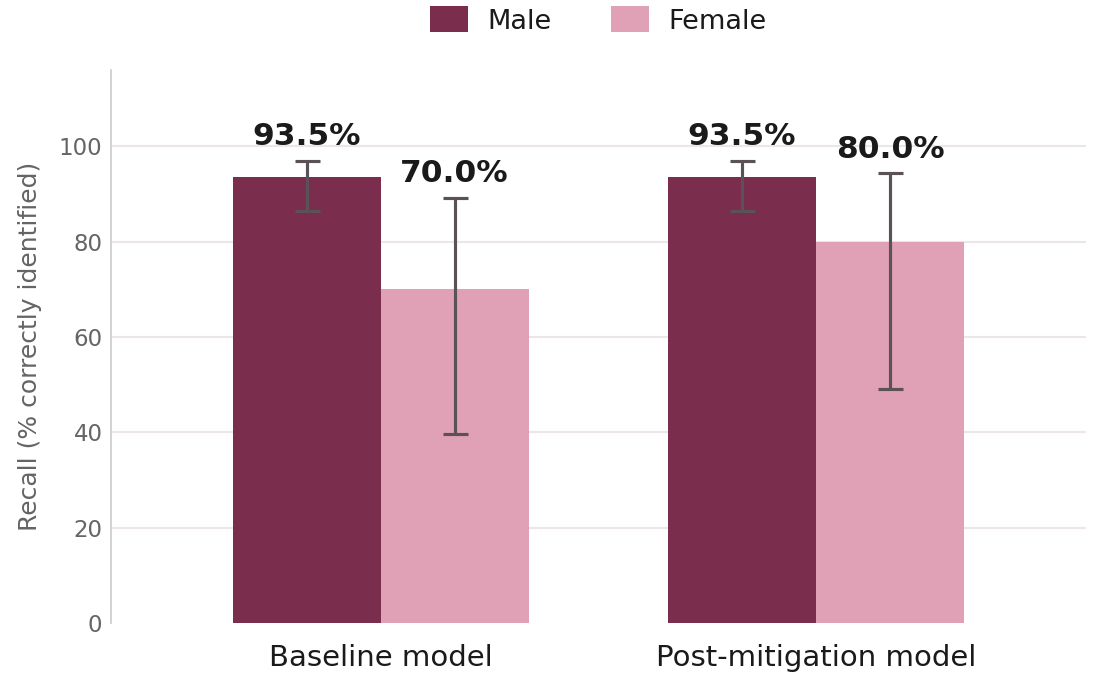 Male Female
93.5%
70.0%
93.5%
80.0%
Recall (% correctly identified)
100
80
60
40
20
0
Baseline model
Post-mitigation model